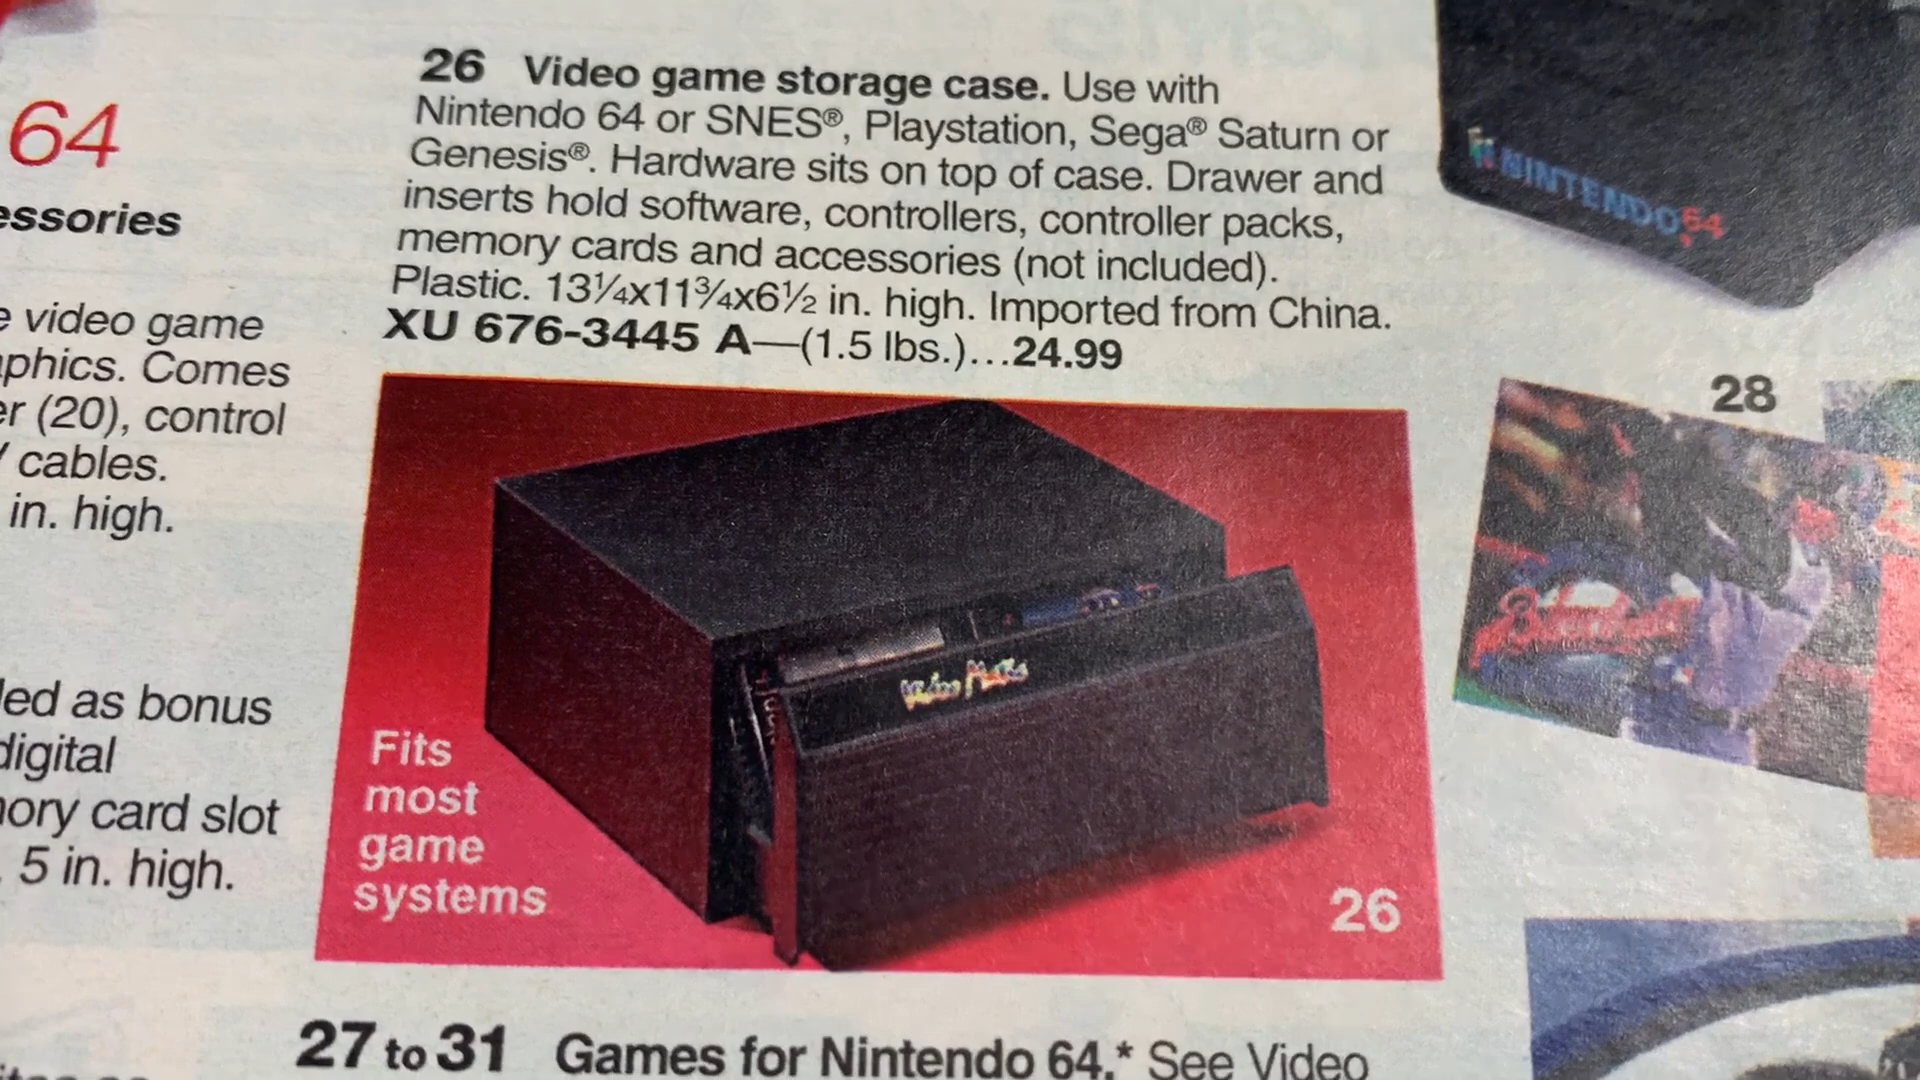 64
essories
e video game
aphics. Comes
er (20), control
cables.
in. high.
led as bonus
digital
ory card slot
5 in. high.
26 Video game storage case. Use with
Nintendo 64 or SNES®, Playstation, Sega® Saturn or
Genesis®. Hardware sits on top of case. Drawer and
inserts hold software, controllers, controller packs,
memory cards and accessories (not included).
Plastic. 13¼x11¾x6½ in. high. Imported from China.
XU 676-3445 A—(1.5 lbs.)...24.99
Fits
most
game
systems
26
27 to 31 Games for Nintendo 64.* See Video
NINTENDO64
28